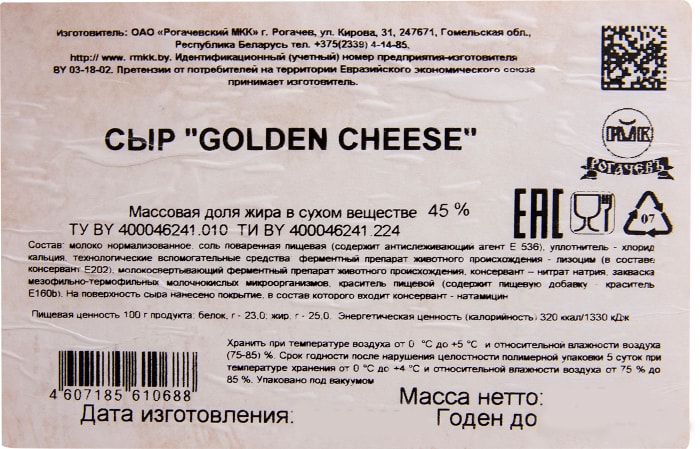 Изготовитель: ОАО «Рогачевский МКК» г. Рогачев, ул. Кирова, 31, 247671, Гомельская обл.,
Республика Беларусь тел. +375(2339) 4-14-85,
http://www. rmkk.by. Идентификационный (учетный) номер предприятия-изготовителя
BY 03-18-02. Претензии от потребителей на территории Евразийского экономического союза
принимает изготовитель.
РМК
РОГАЧЕВЪ
СЫР "GOLDEN CHEESE"
Массовая доля жира в сухом веществе 45 %
ТУ BY 400046241.010 ТИ BY 400046241.224
EAC
07
Состав: молоко нормализованное, соль поваренная пищевая (содержит антислеживающий агент Е 536), уплотнитель - хлорид
кальция, технологические вспомогательные средства ферментный препарат животного происхождения - лизоцим (в составе
консервант Е202), молокосвертывающий ферментный препарат животного происхождения, консервант – нитрат натрия, закваска
мезофильно-термофильных молочнокислых микроорганизмов, краситель пищевой (содержит пищевую добавку - краситель
Е160b). На поверхность сыра нанесено покрытие, в состав которого входит консервант - натамицин
Пищевая ценность 100 г продукта: белок, г - 23,0; жир, г - 25,0. Энергетическая ценность (калорийность) 320 ккал/1330 кДж
Хранить при температуре воздуха от 0 °С до +5 °С и относительной влажности воздуха
(75-85) %. Срок годности после нарушения целостности полимерной упаковки 5 суток при
температуре хранения от 0 °С до +4 °С и относительной влажности воздуха от 75 % до
85 %. Упаковано под вакуумом
4 607185 610688
Масса нетто:
Дата изготовления:
Годен до